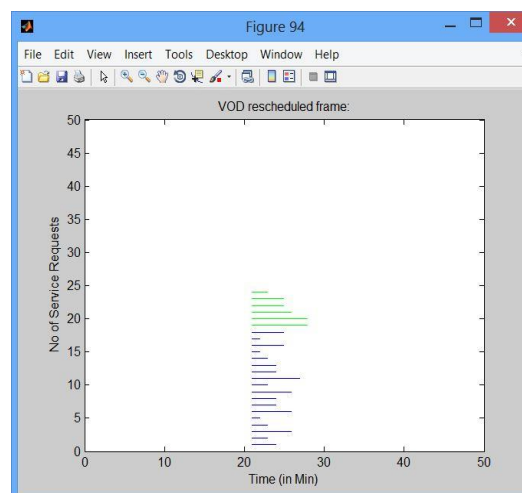 Figure 94
File Edit View Insert Tools Desktop Window Help
VOD rescheduled frame:
50
45
40
35
30
25
20
15
10
5
0
No of Service Requests
0 10 20 30 40 50
Time (in Min)